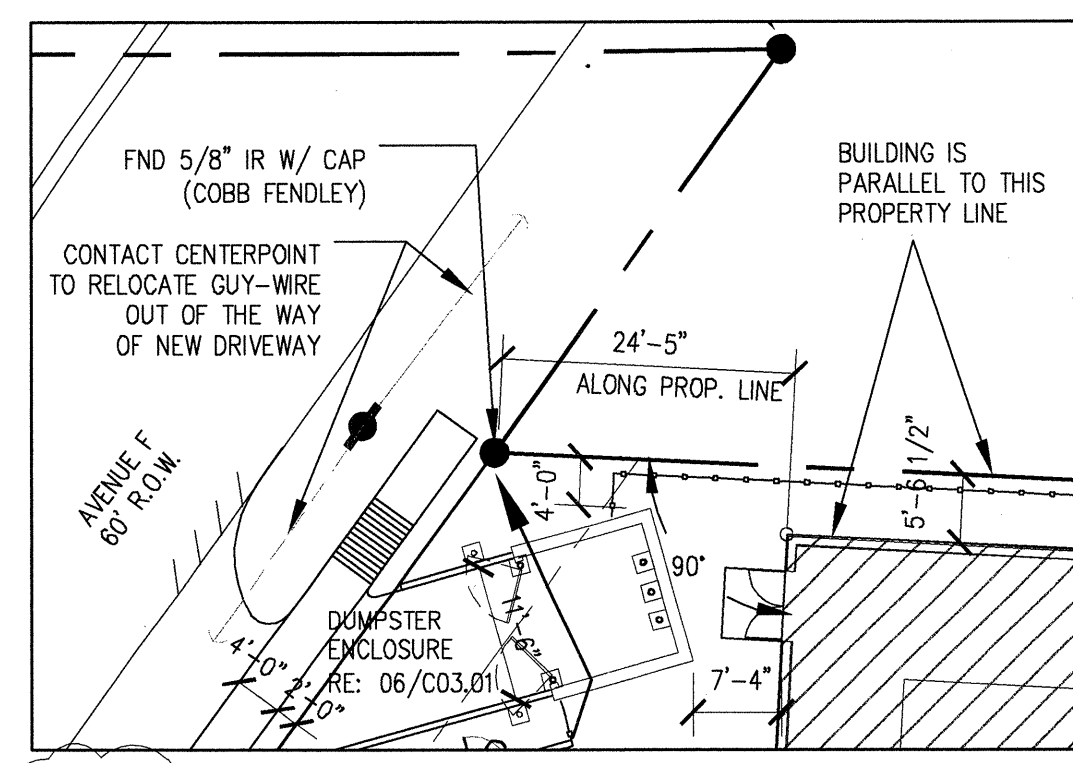 FND 5/8" IR W/ CAP
(COBB FENDLEY)
BUILDING IS
PARALLEL TO THIS
PROPERTY LINE
CONTACT CENTERPOINT
TO RELOCATE GUY-WIRE
OUT OF THE WAY
OF NEW DRIVEWAY
24'-5"
ALONG PROP. LINE
AVENUE F
60' R.O.W.
4'-0"
5'-6 1/2"
90°
DUMPSTER
ENCLOSURE
RE: 06/C03.01
11'-6"
7'-4"
4'-0"
2'-0"